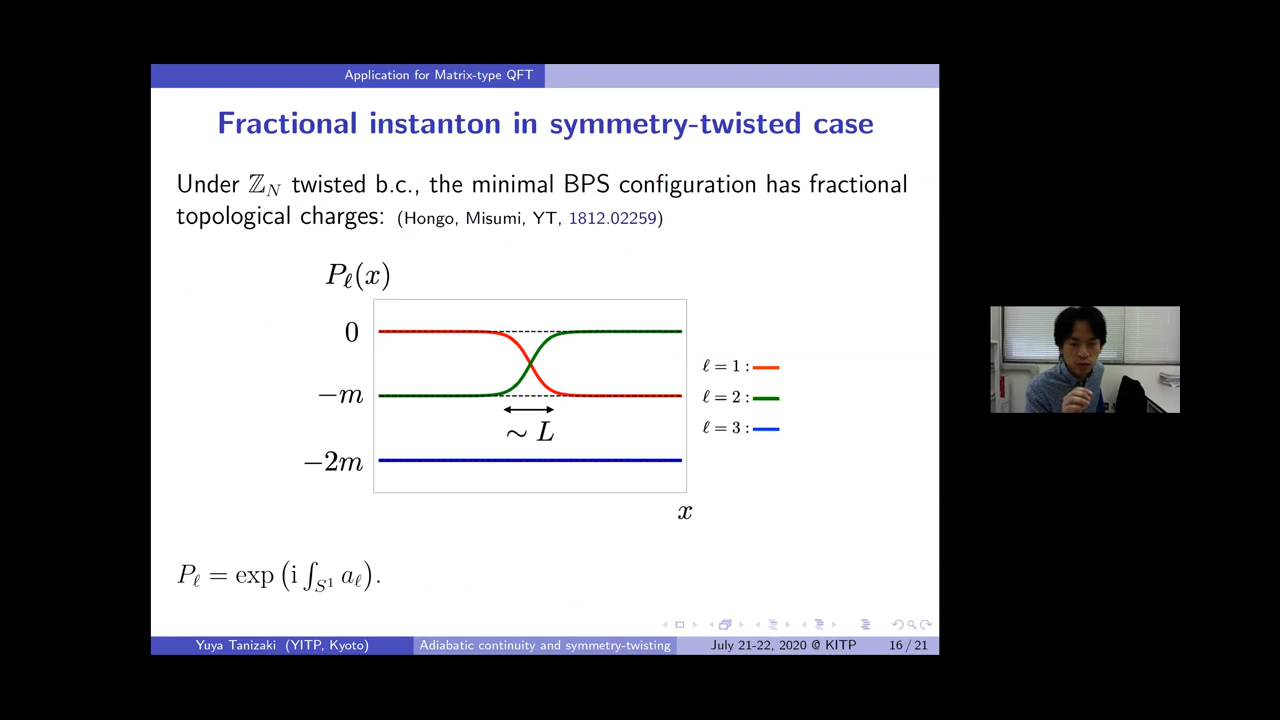 Application for Matrix-type QFT
Fractional instanton in symmetry-twisted case
Under ℤ_N twisted b.c., the minimal BPS configuration has fractional
topological charges: (Hongo, Misumi, YT, 1812.02259)
P_ℓ(x)
0
−m
−2m
∼ L
x
ℓ = 1 :
ℓ = 2 :
ℓ = 3 :
P_ℓ = exp (i ∫_{S^1} a_ℓ).
Yuya Tanizaki (YITP, Kyoto) Adiabatic continuity and symmetry-twisting July 21-22, 2020 @ KITP 16 / 21